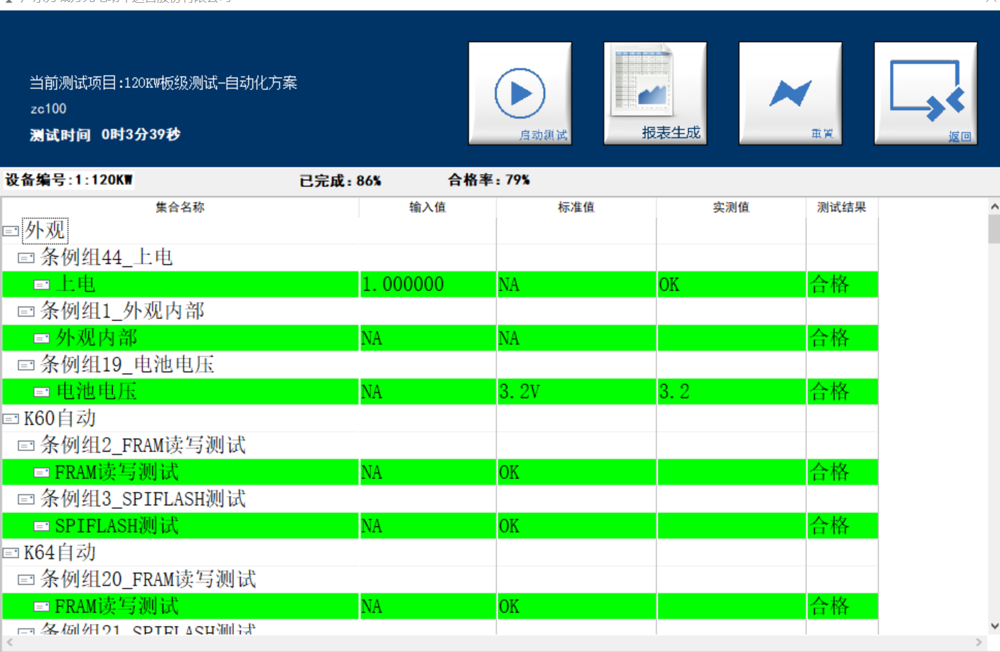 当前测试项目:120KW板级测试-自动化方案
zc100
测试时间 0时3分39秒
启动测试
报表生成
重置
返回
设备编号:1:120KW 已完成:86% 合格率:79%
集合名称 输入值 标准值 实测值 测试结果
外观
条例组44_上电
上电 1.000000 NA OK 合格
条例组1_外观内部
外观内部 NA NA 合格
条例组19_电池电压
电池电压 NA 3.2V 3.2 合格
K60自动
条例组2_FRAM读写测试
FRAM读写测试 NA OK 合格
条例组3_SPIFLASH测试
SPIFLASH测试 NA OK 合格
K64自动
条例组20_FRAM读写测试
FRAM读写测试 NA OK 合格
条例组21_SPIFLASH测试